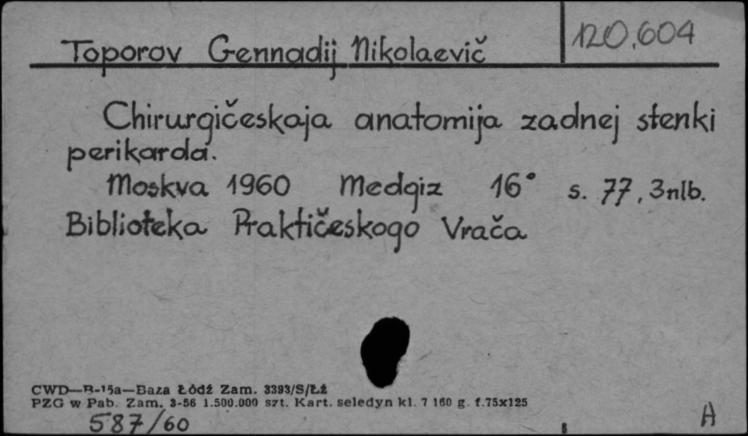 Toporov Gennadij Nikolaevič 120.604
Chirurgičeskaja anatomija zadnej stenki
perikarda.
Moskva 1960 Medgiz 16° s. 77, 3nlb.
Biblioteka Praktičeskogo Vrača
CWD—B-15a—Baza Łódź Zam. 3393/S/Łż
PZG w Pab. Zam. 3-56 1.500.000 szt. Kart. seledyn kl. 7 160 g. f.75x125
587/60 A